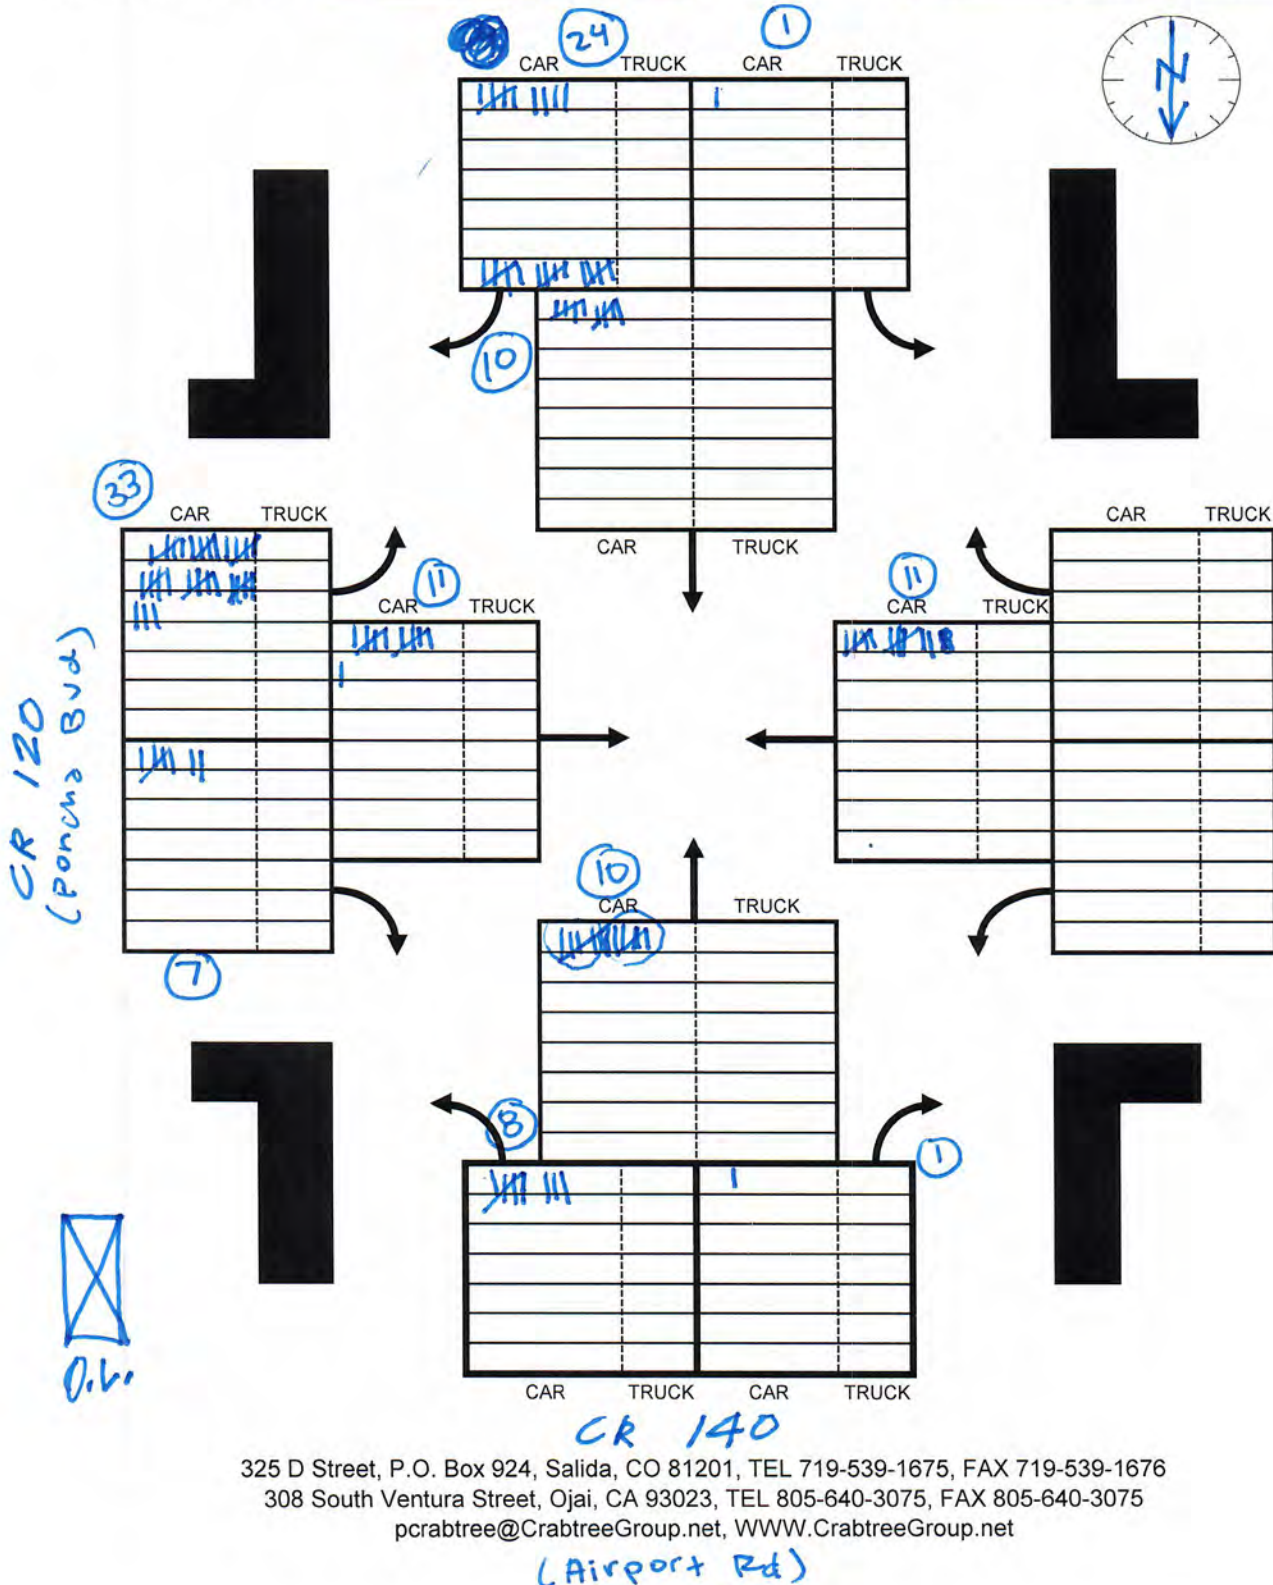 24 1
CAR TRUCK CAR TRUCK
N
10
33
CAR TRUCK
CAR TRUCK
CAR TRUCK
11
CAR TRUCK
11
CAR TRUCK
CR 120
(Poncha Bvd)
10
CAR TRUCK
7
8
1
CAR TRUCK CAR TRUCK
CR 140
325 D Street, P.O. Box 924, Salida, CO 81201, TEL 719-539-1675, FAX 719-539-1676
308 South Ventura Street, Ojai, CA 93023, TEL 805-640-3075, FAX 805-640-3075
pcrabtree@CrabtreeGroup.net, WWW.CrabtreeGroup.net
(Airport Rd)